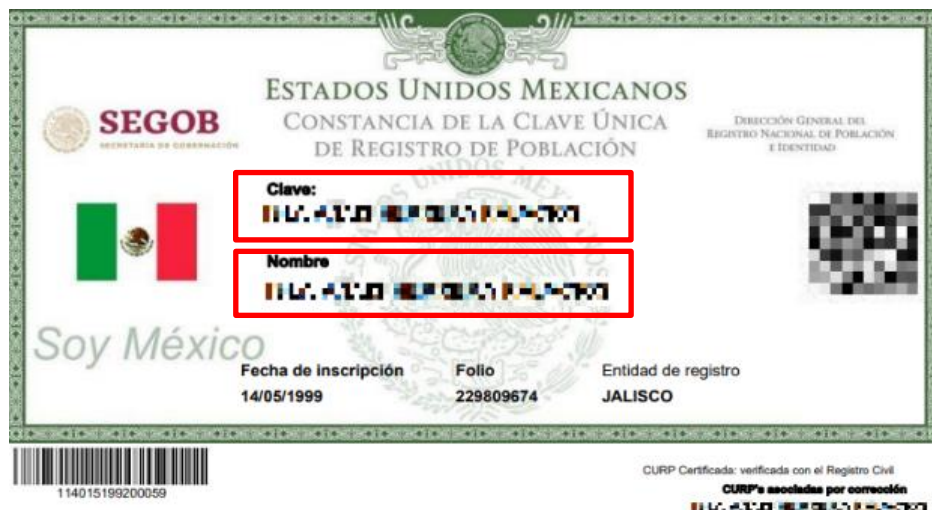 ESTADOS UNIDOS MEXICANOS
CONSTANCIA DE LA CLAVE ÚNICA
DE REGISTRO DE POBLACIÓN
SEGOB
SECRETARÍA DE GOBERNACIÓN
DIRECCIÓN GENERAL DEL
REGISTRO NACIONAL DE POBLACIÓN
E IDENTIDAD
Clave:
Nombre
Soy México
Fecha de inscripción Folio Entidad de registro
14/05/1999 229809674 JALISCO
114015199200059
CURP Certificada: verificada con el Registro Civil
CURP's asociadas por corrección